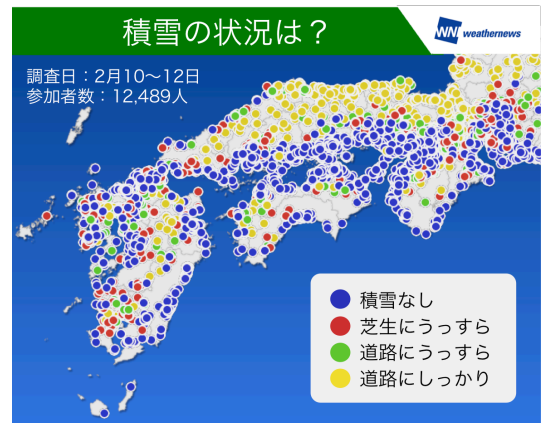 積雪の状況は？
WNI weathernews
調査日：2月10〜12日
参加者数：12,489人
積雪なし
芝生にうっすら
道路にうっすら
道路にしっかり